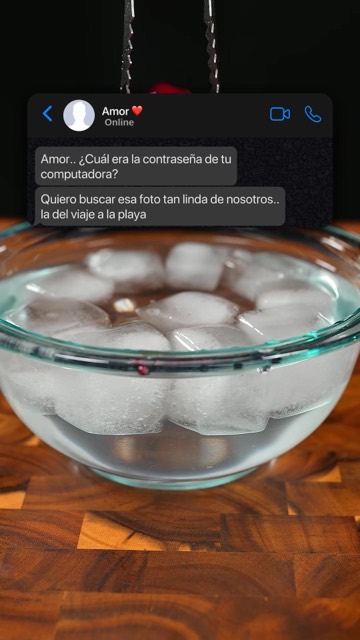 Amor❤️
Online
Amor.. ¿Cuál era la contraseña de tu
computadora?
Quiero buscar esa foto tan linda de nosotros..
la del viaje a la playa